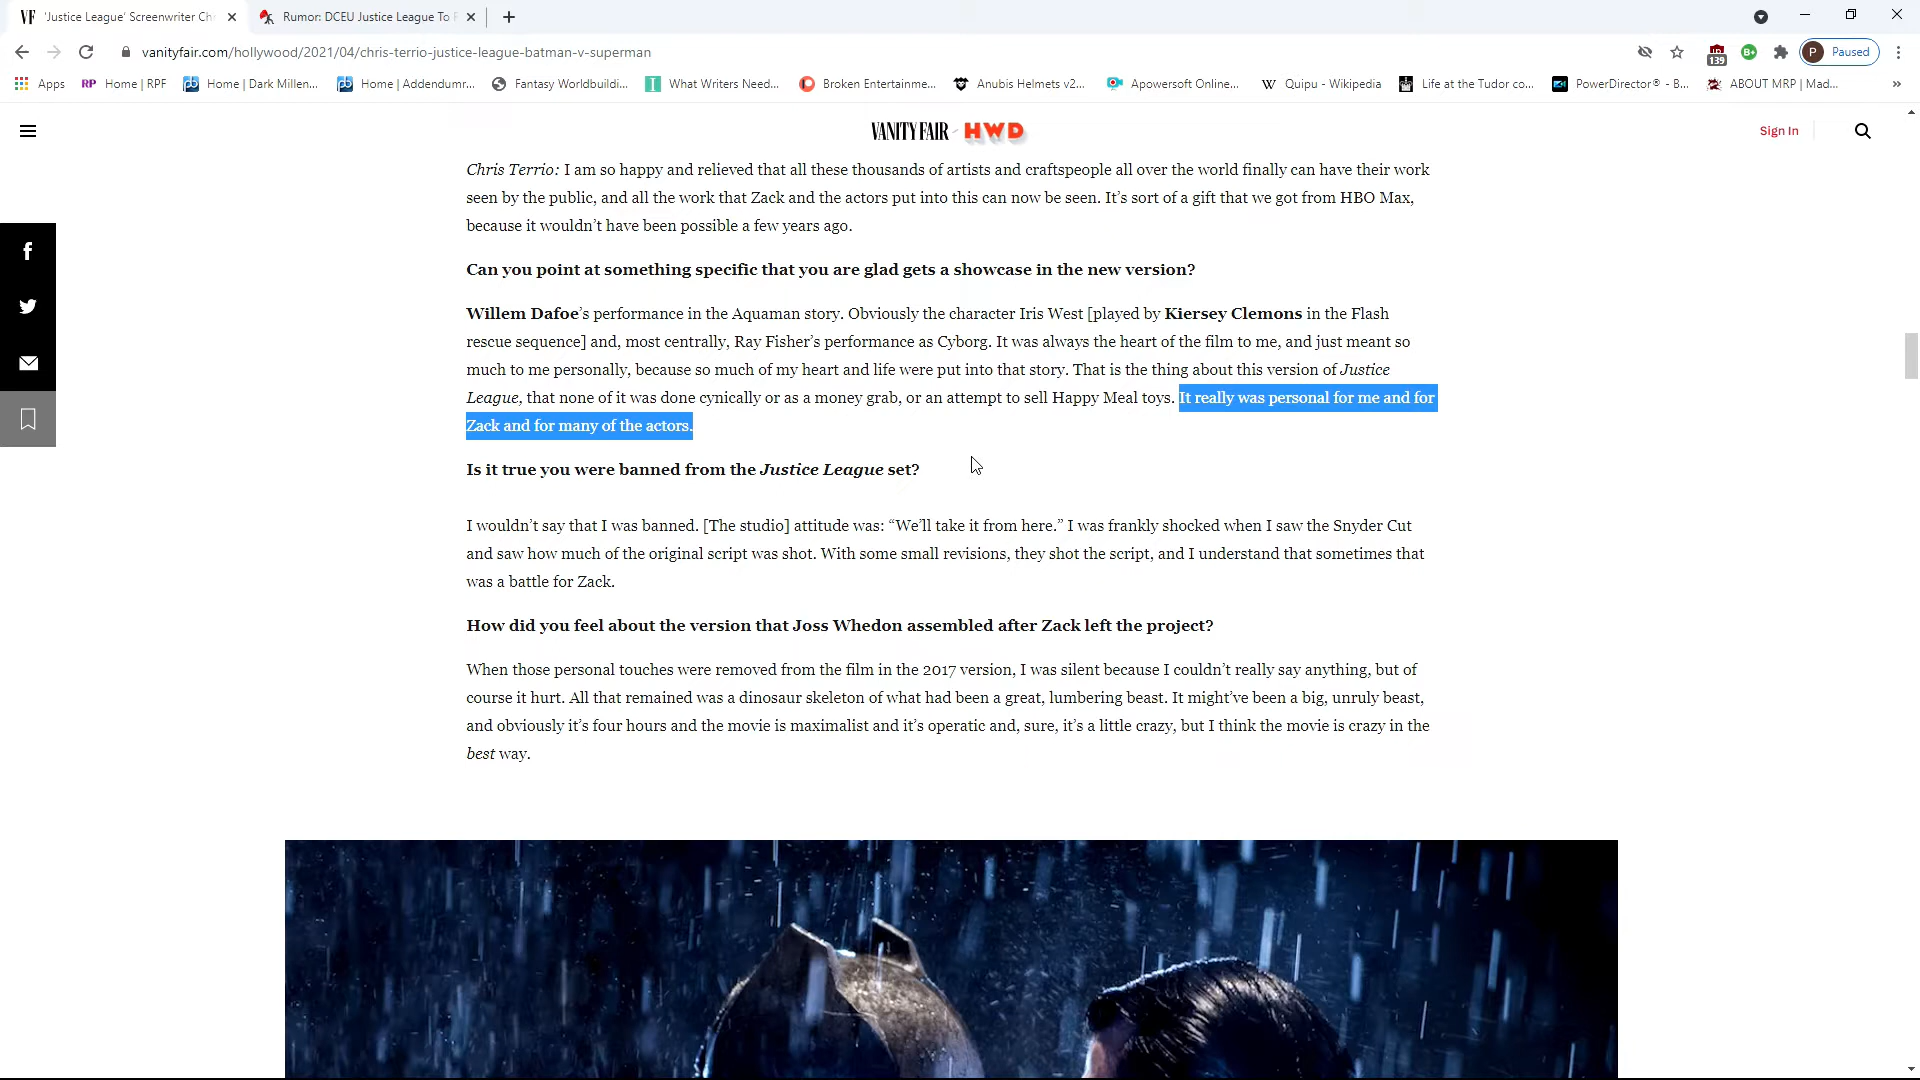 VF 'Justice League' Screenwriter Ch
Rumor: DCEU Justice League To F
vanityfair.com/hollywood/2021/04/chris-terrio-justice-league-batman-v-superman
139
B+
P Paused
Apps
RP Home | RPF
pb Home | Dark Millen...
pb Home | Addendumr...
Fantasy Worldbuildi...
I What Writers Need...
Broken Entertainme...
Anubis Helmets v2...
Apowersoft Online...
W Quipu - Wikipedia
Life at the Tudor co...
PowerDirector® - B...
ABOUT MRP | Mad...
»
VANITY FAIR HWD
Sign In
Chris Terrio: I am so happy and relieved that all these thousands of artists and craftspeople all over the world finally can have their work
seen by the public, and all the work that Zack and the actors put into this can now be seen. It's sort of a gift that we got from HBO Max,
because it wouldn't have been possible a few years ago.
Can you point at something specific that you are glad gets a showcase in the new version?
Willem Dafoe's performance in the Aquaman story. Obviously the character Iris West [played by Kiersey Clemons in the Flash
rescue sequence] and, most centrally, Ray Fisher's performance as Cyborg. It was always the heart of the film to me, and just meant so
much to me personally, because so much of my heart and life were put into that story. That is the thing about this version of Justice
League, that none of it was done cynically or as a money grab, or an attempt to sell Happy Meal toys. It really was personal for me and for
Zack and for many of the actors.
Is it true you were banned from the Justice League set?
I wouldn't say that I was banned. [The studio] attitude was: “We'll take it from here.” I was frankly shocked when I saw the Snyder Cut
and saw how much of the original script was shot. With some small revisions, they shot the script, and I understand that sometimes that
was a battle for Zack.
How did you feel about the version that Joss Whedon assembled after Zack left the project?
When those personal touches were removed from the film in the 2017 version, I was silent because I couldn't really say anything, but of
course it hurt. All that remained was a dinosaur skeleton of what had been a great, lumbering beast. It might've been a big, unruly beast,
and obviously it's four hours and the movie is maximalist and it's operatic and, sure, it's a little crazy, but I think the movie is crazy in the
best way.